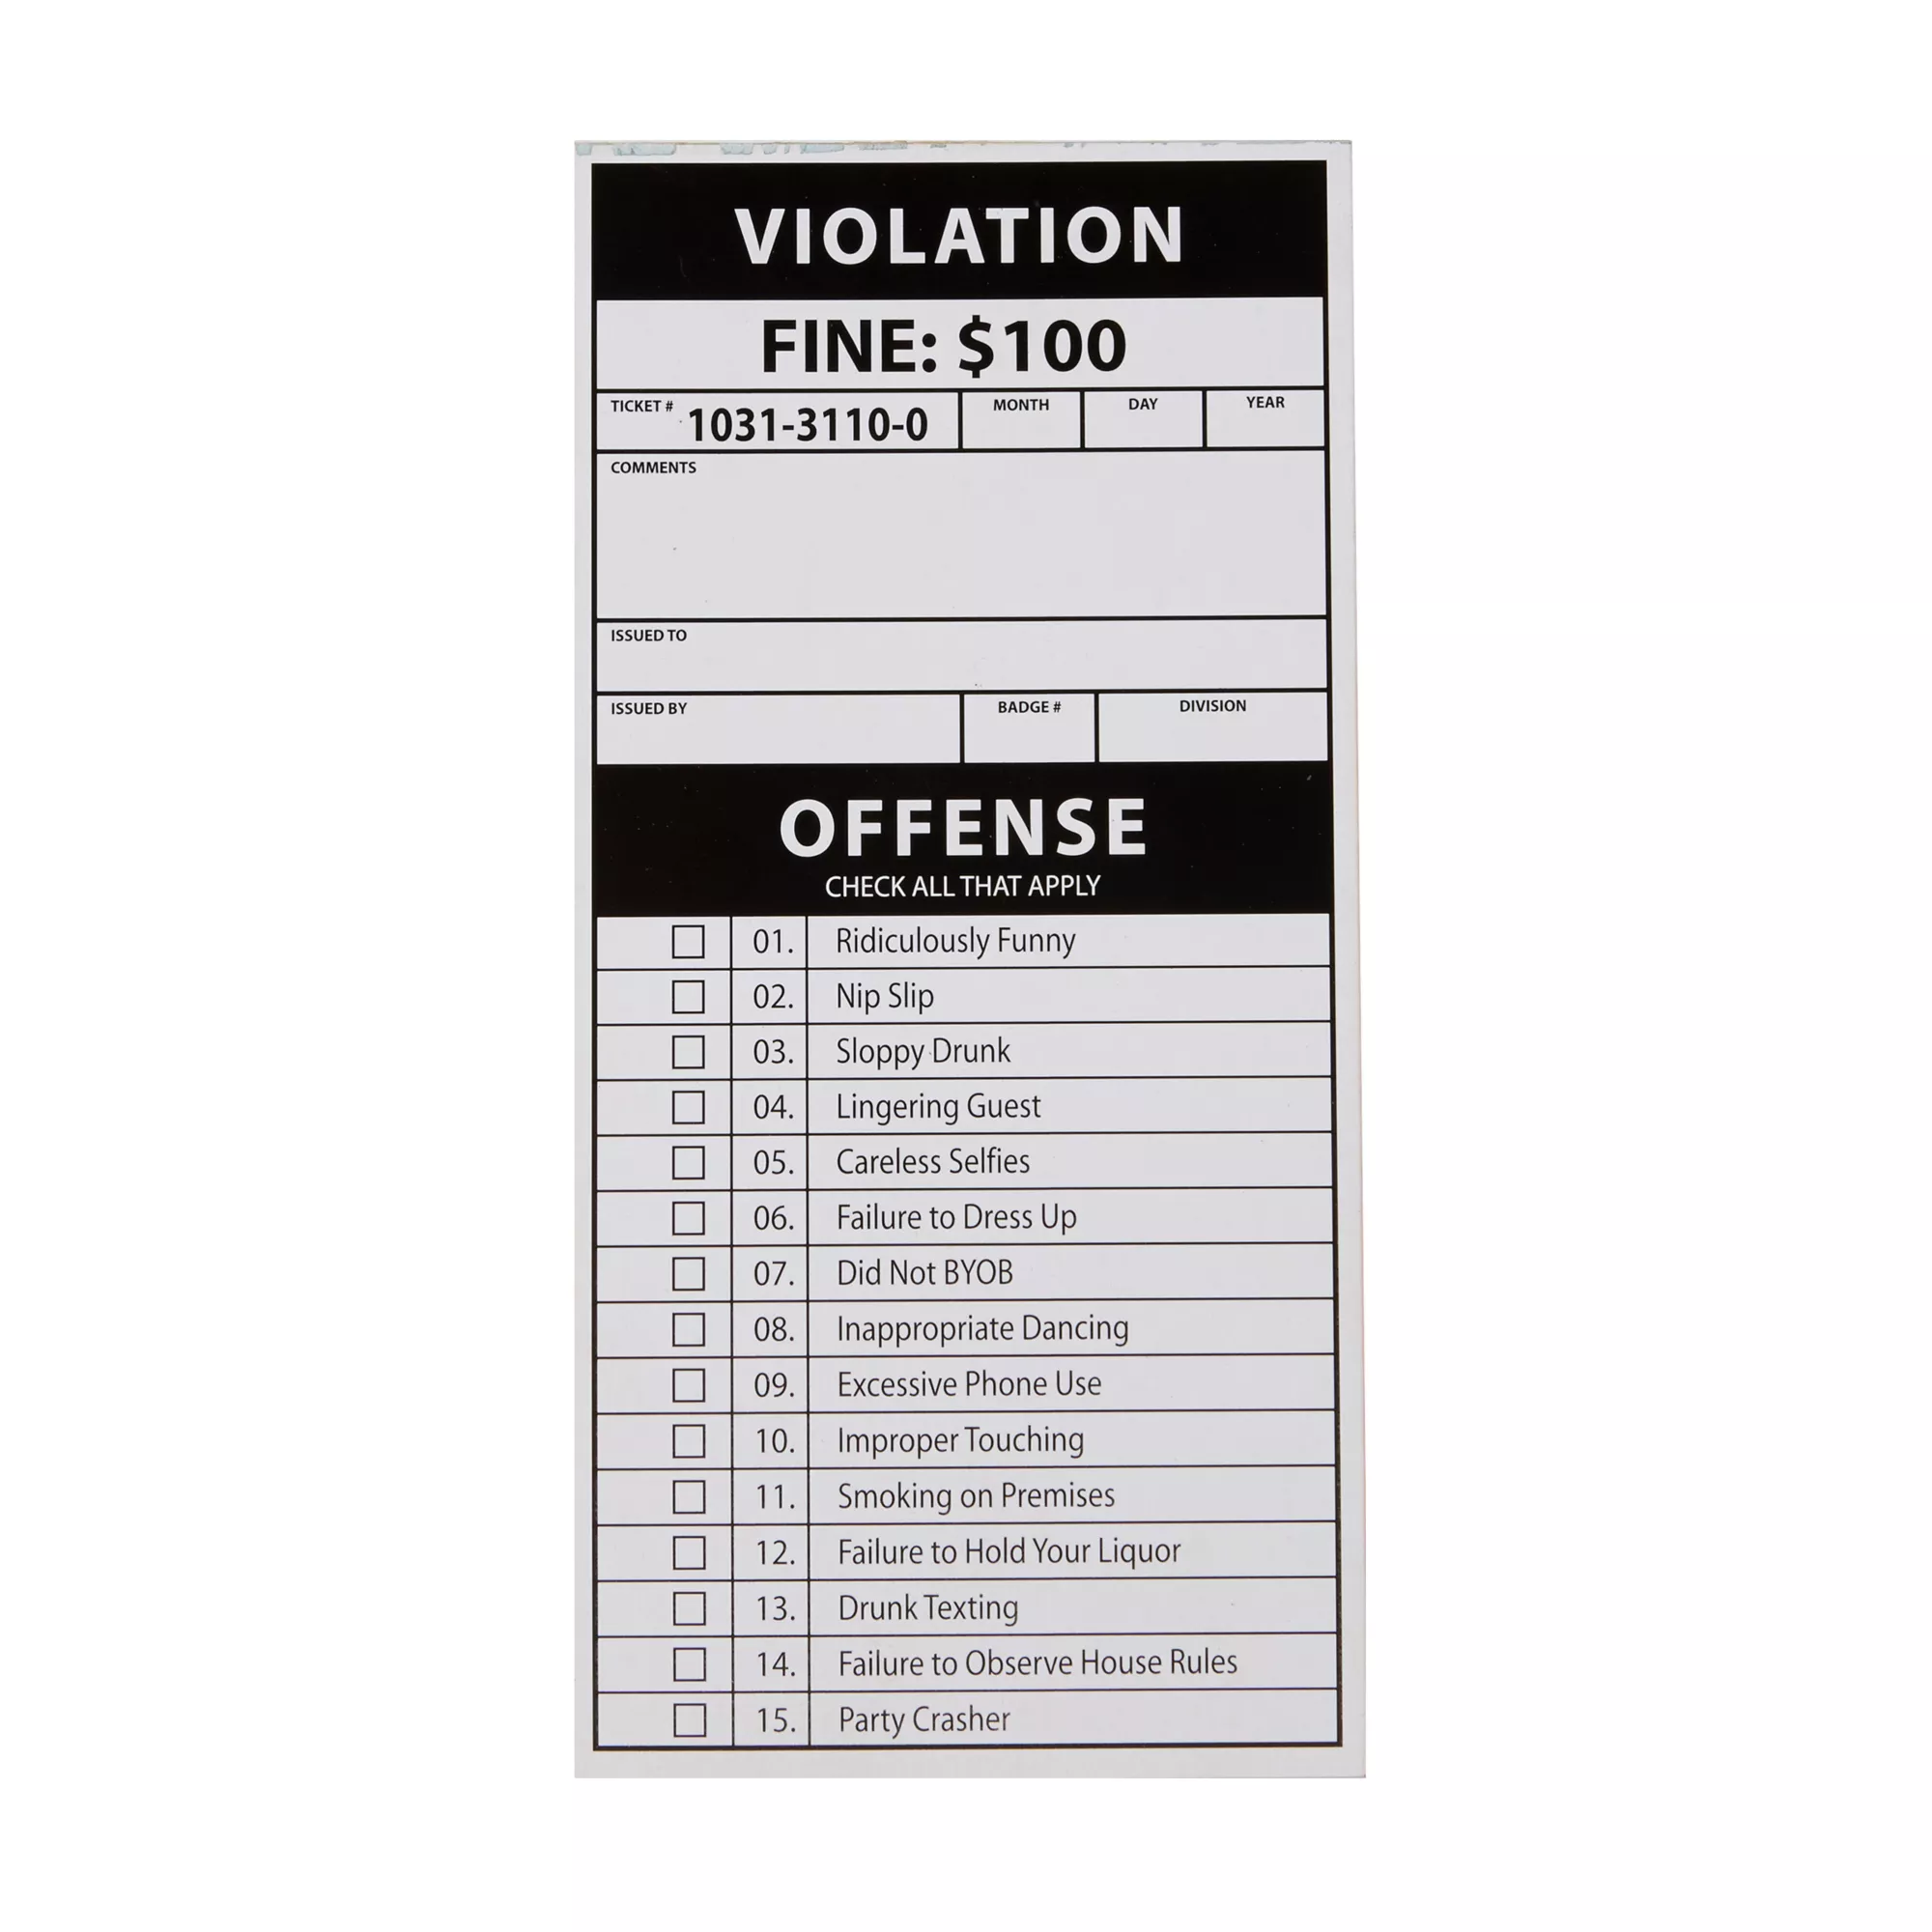 VIOLATION
FINE: $100
TICKET # 1031-3110-0 MONTH DAY YEAR
COMMENTS
ISSUED TO
ISSUED BY BADGE # DIVISION
OFFENSE
CHECK ALL THAT APPLY
01. Ridiculously Funny
02. Nip Slip
03. Sloppy Drunk
04. Lingering Guest
05. Careless Selfies
06. Failure to Dress Up
07. Did Not BYOB
08. Inappropriate Dancing
09. Excessive Phone Use
10. Improper Touching
11. Smoking on Premises
12. Failure to Hold Your Liquor
13. Drunk Texting
14. Failure to Observe House Rules
15. Party Crasher